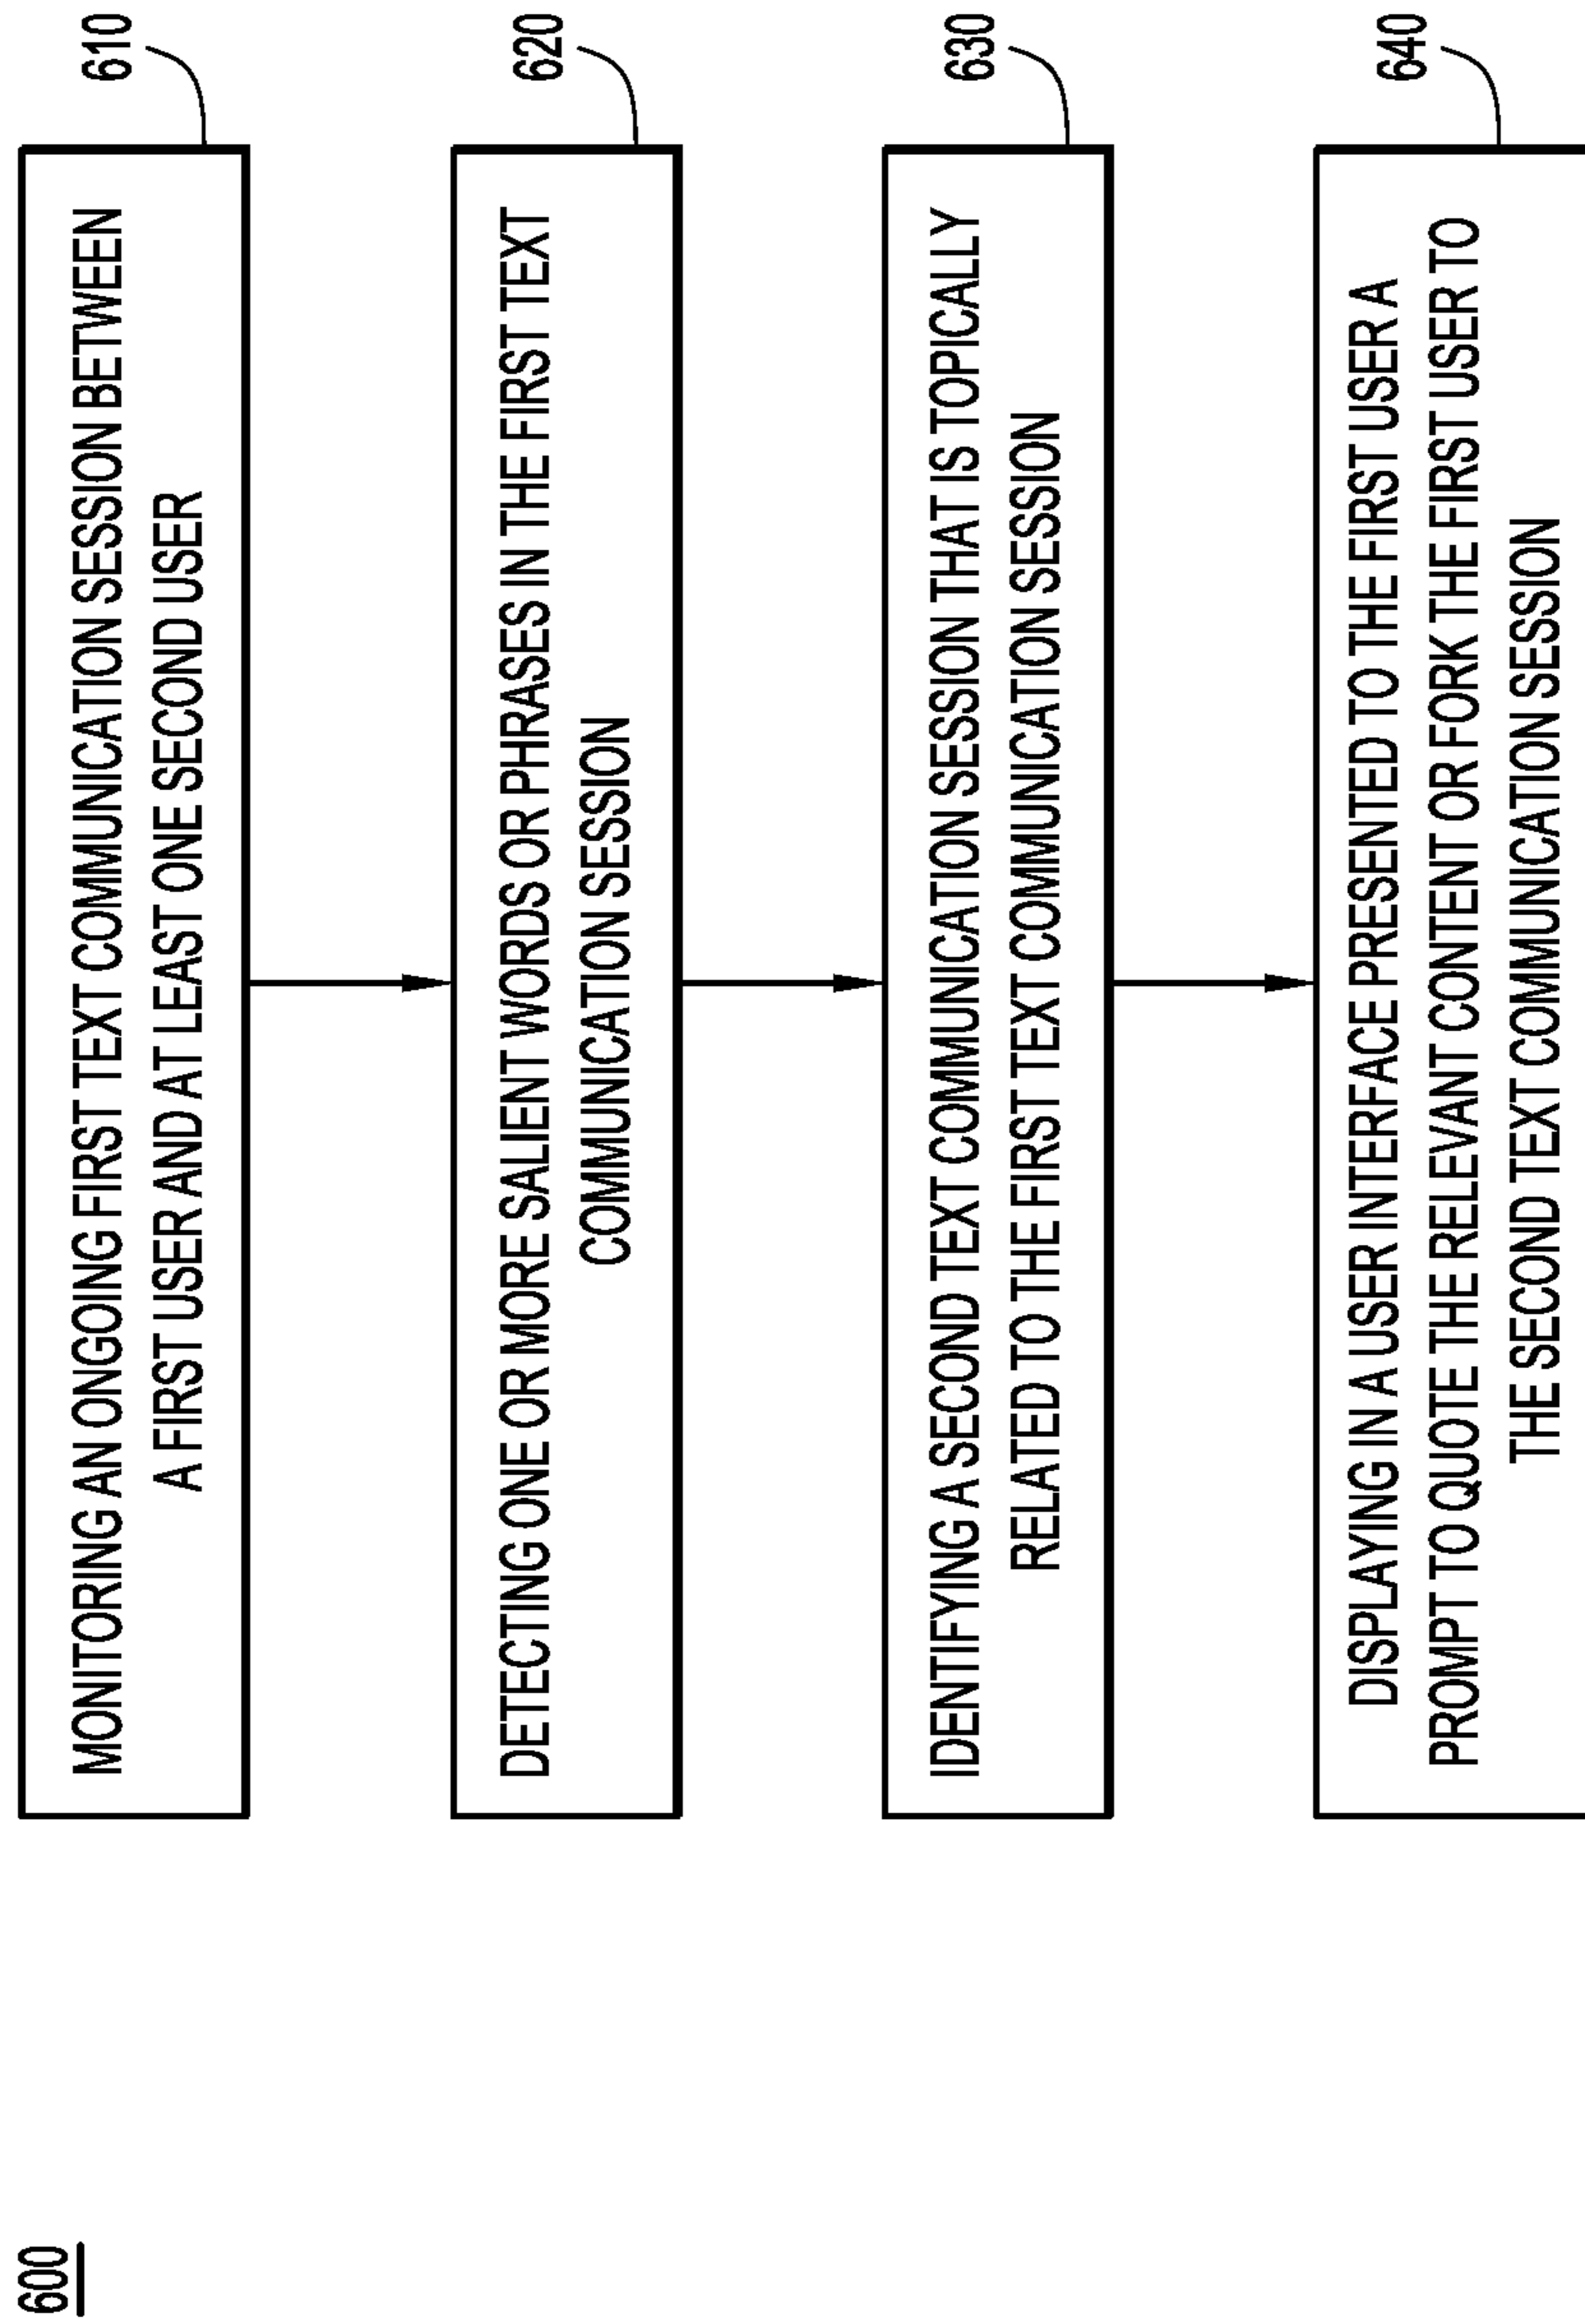 600
MONITORING AN ONGOING FIRST TEXT COMMUNICATION SESSION BETWEEN
A FIRST USER AND AT LEAST ONE SECOND USER
610
DETECTING ONE OR MORE SALIENT WORDS OR PHRASES IN THE FIRST TEXT
COMMUNICATION SESSION
620
IDENTIFYING A SECOND TEXT COMMUNICATION SESSION THAT IS TOPICALLY
RELATED TO THE FIRST TEXT COMMUNICATION SESSION
630
DISPLAYING IN A USER INTERFACE PRESENTED TO THE FIRST USER A
PROMPT TO QUOTE THE RELEVANT CONTENT OR FORK THE FIRST USER TO
THE SECOND TEXT COMMUNICATION SESSION
640